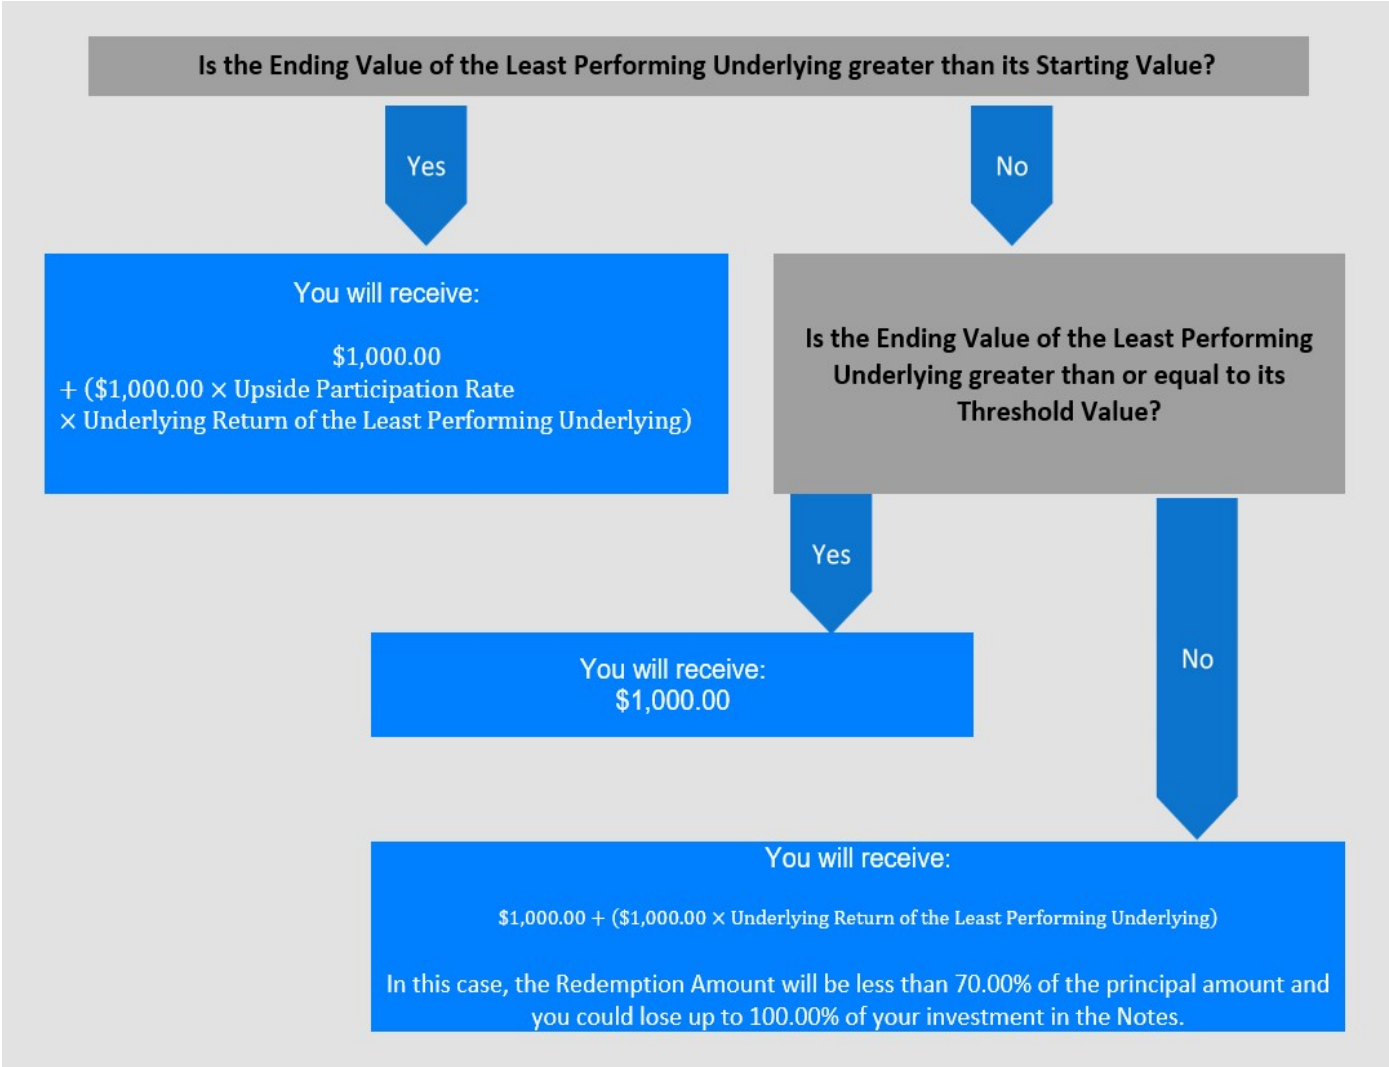 Is the Ending Value of the Least Performing Underlying greater than its Starting Value?
Yes
No
You will receive:
$1,000.00
+ ($1,000.00 × Upside Participation Rate
× Underlying Return of the Least Performing Underlying)
Is the Ending Value of the Least Performing
Underlying greater than or equal to its
Threshold Value?
Yes
No
You will receive:
$1,000.00
You will receive:
$1,000.00 + ($1,000.00 × Underlying Return of the Least Performing Underlying)
In this case, the Redemption Amount will be less than 70.00% of the principal amount and
you could lose up to 100.00% of your investment in the Notes.